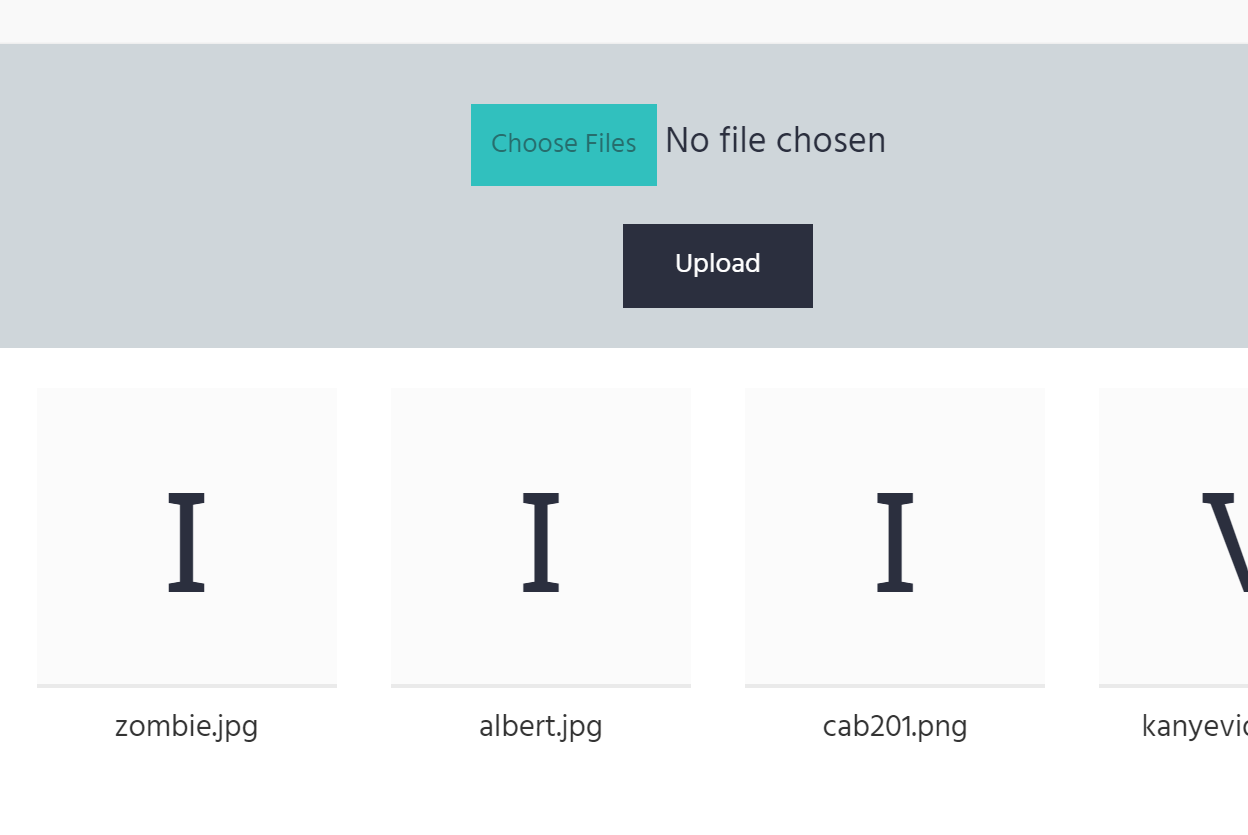 Choose Files No file chosen
Upload
I I I V
zombie.jpg albert.jpg cab201.png